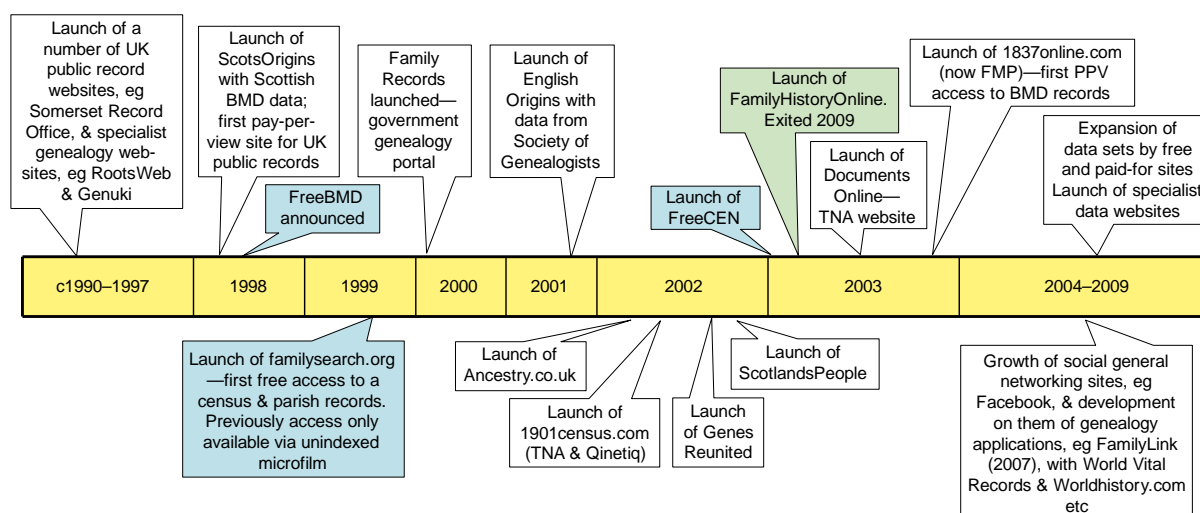 Launch of a
number of UK
public record
websites, eg
Somerset Record
Office, & specialist
genealogy web-
sites, eg RootsWeb
& Genuki
Launch of
ScotsOrigins
with Scottish
BMD data;
first pay-per-
view site for UK
public records
FreeBMD
announced
Family
Records
launched—
government
genealogy
portal
Launch of
English
Origins with
data from
Society of
Genealogists
Launch of
FreeCEN
Launch of
FamilyHistoryOnline.
Exited 2009
Launch of
Documents
Online—
TNA website
Launch of 1837online.com
(now FMP)—first PPV
access to BMD records
Expansion of
data sets by free
and paid-for sites
Launch of specialist
data websites
c1990–1997
1998
1999
2000
2001
2002
2003
2004–2009
Launch of familysearch.org
—first free access to a
census & parish records.
Previously access only
available via unindexed
microfilm
Launch of
Ancestry.co.uk
Launch of
1901census.com
(TNA & Qinetiq)
Launch
of Genes
Reunited
Launch of
ScotlandsPeople
Growth of social general
networking sites, eg
Facebook, & development
on them of genealogy
applications, eg FamilyLink
(2007), with World Vital
Records & Worldhistory.com
etc